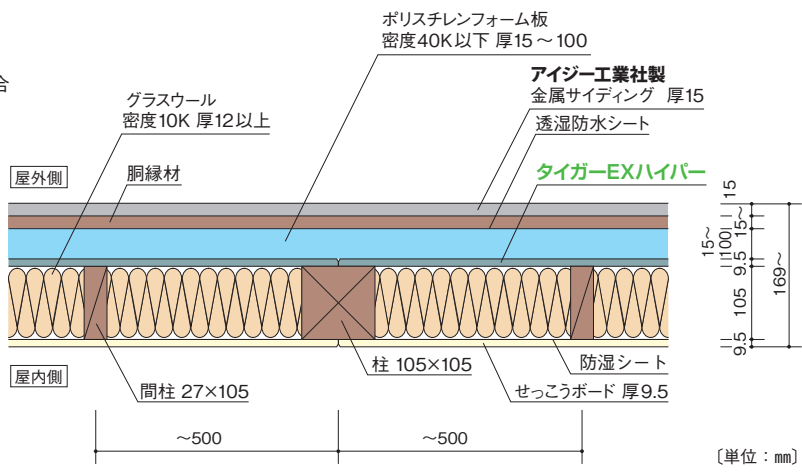 ポリスチレンフォーム板
密度40K以下 厚15～100
合
アイジー工業社製
金属サイディング 厚15
グラスウール
密度10K 厚12以上
透湿防水シート
屋外側
胴縁材
タイガーEXハイパー
15
15～
15～100
9.5
105
9.5
169～
防湿シート
柱 105×105
屋内側
間柱 27×105
せっこうボード 厚9.5
～500
～500
〔単位：㎜〕